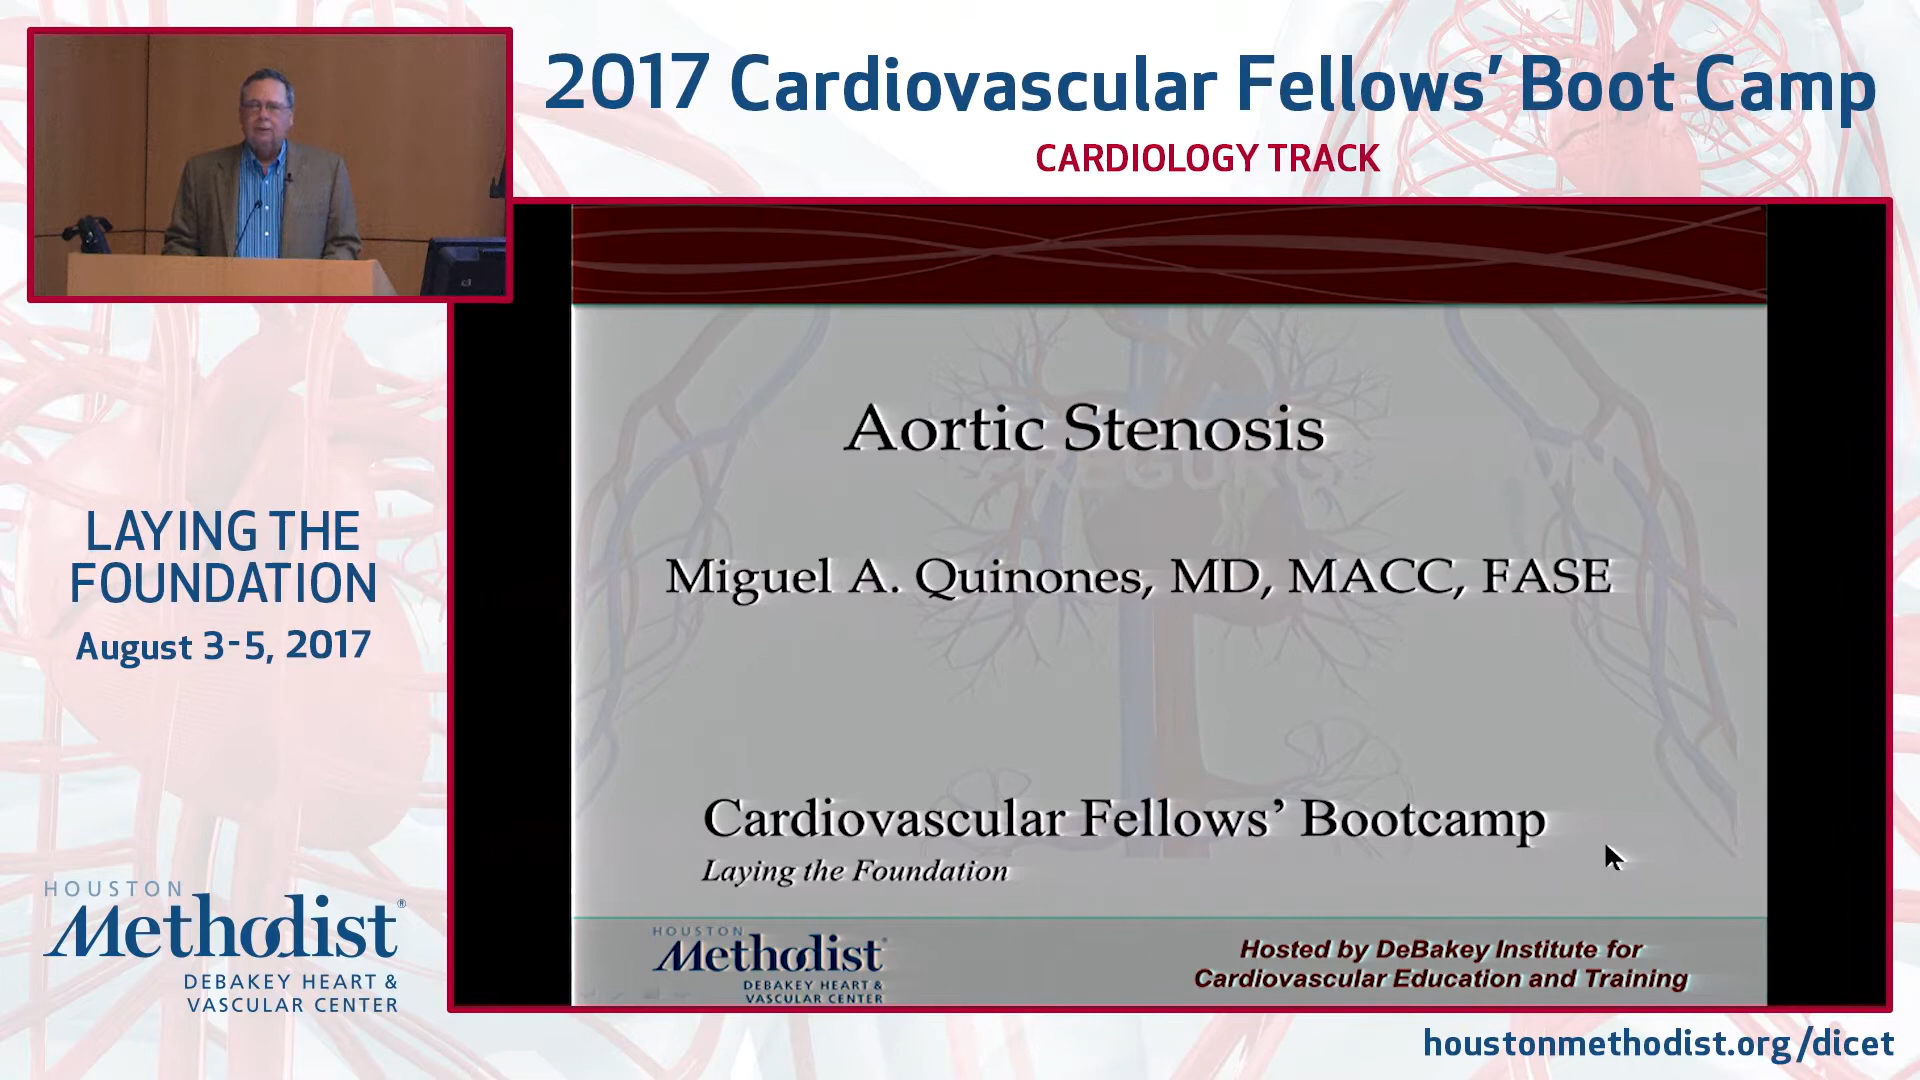 2017 Cardiovascular Fellows’ Boot Camp
CARDIOLOGY TRACK
Aortic Stenosis
Miguel A. Quinones, MD, MACC, FASE
Cardiovascular Fellows’ Bootcamp
Laying the Foundation
HOUSTON
Methodist
DEBAKEY HEART &
VASCULAR CENTER
Hosted by DeBakey Institute for
Cardiovascular Education and Training
LAYING THE
FOUNDATION
August 3-5, 2017
HOUSTON
Methodist®
DEBAKEY HEART &
VASCULAR CENTER
houstonmethodist.org/dicet